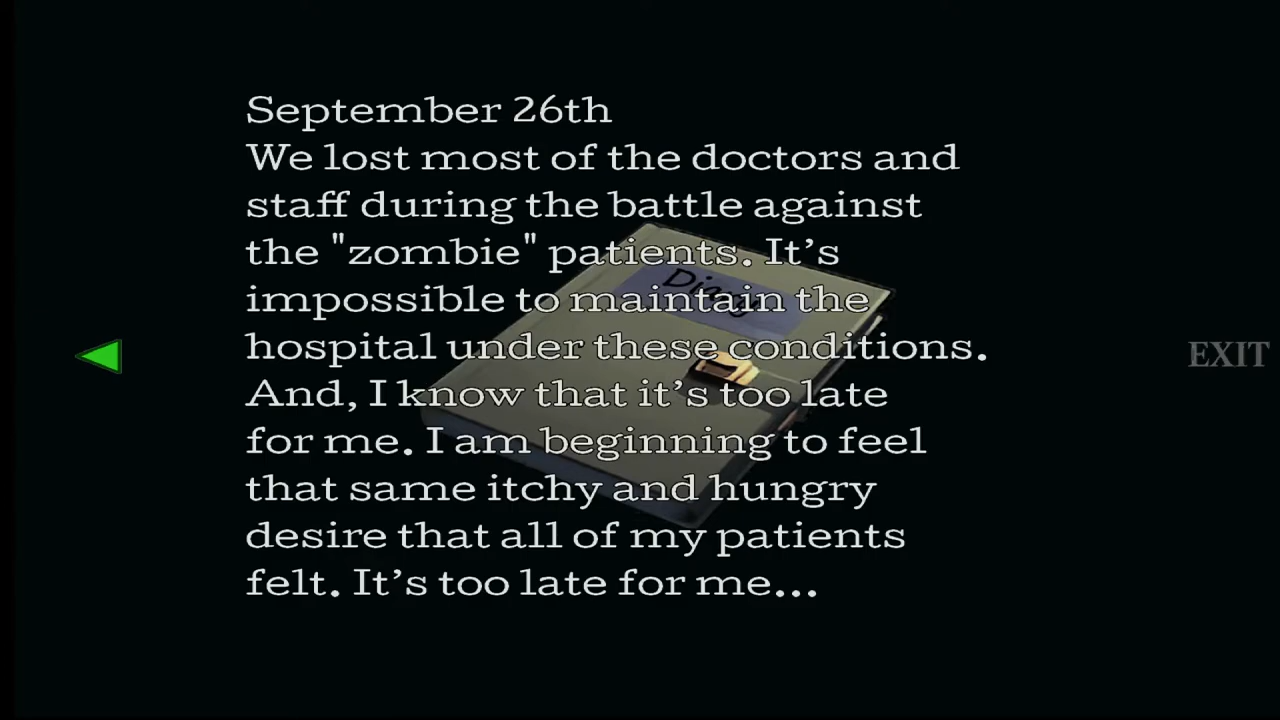 September 26th
We lost most of the doctors and
staff during the battle against
the "zombie" patients. It’s
impossible to maintain the
hospital under these conditions.
And, I know that it’s too late
for me. I am beginning to feel
that same itchy and hungry
desire that all of my patients
felt. It’s too late for me...
Diary
EXIT